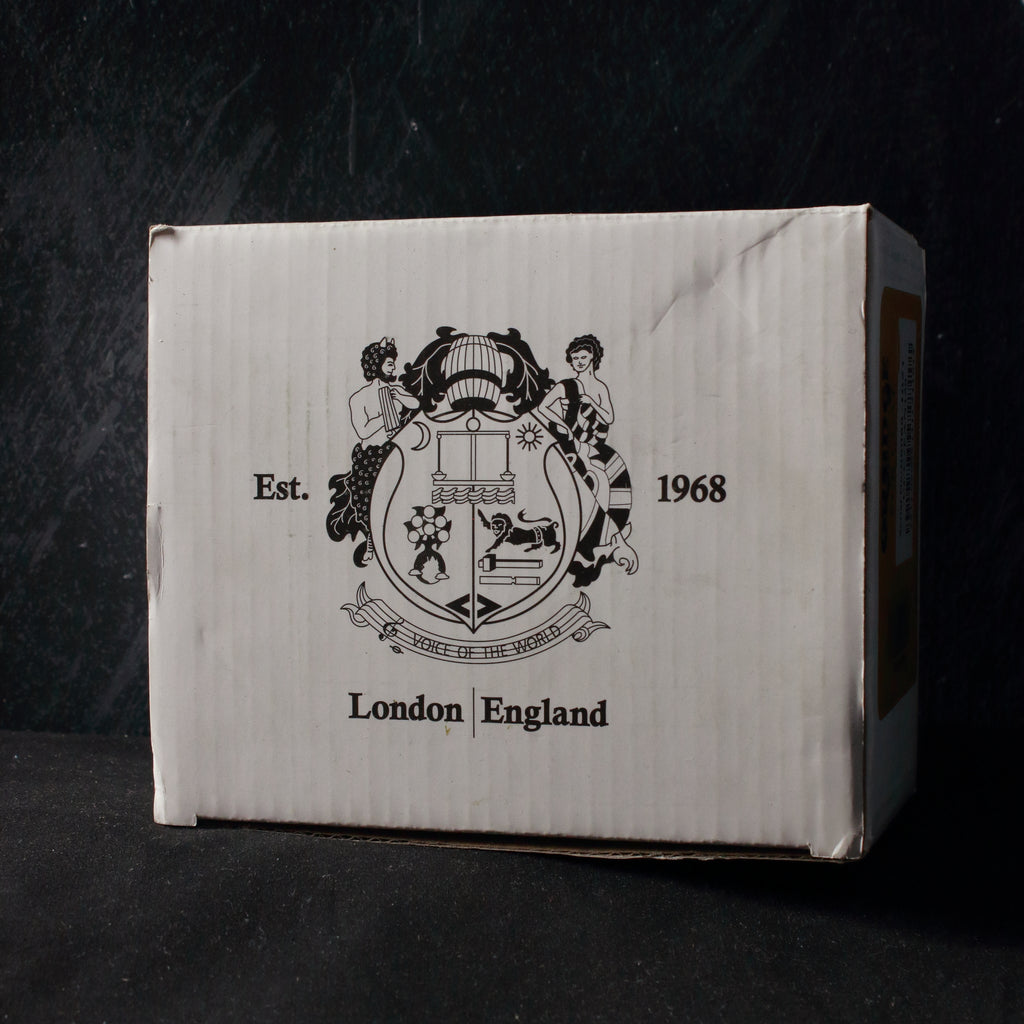 Est.
1968
VOICE OF THE WORLD
London | England